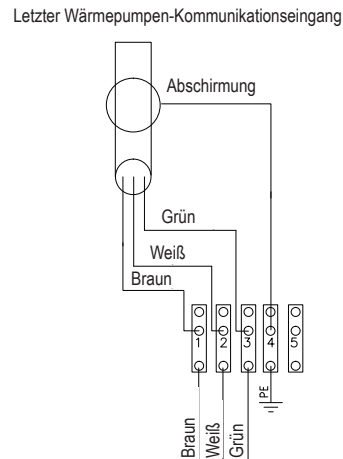 Letzter Wärmepumpen-Kommunikationseingang
Abschirmung
Grün
Weiß
Braun
1
2
3
4
5
PE
Braun
Weiß
Grün